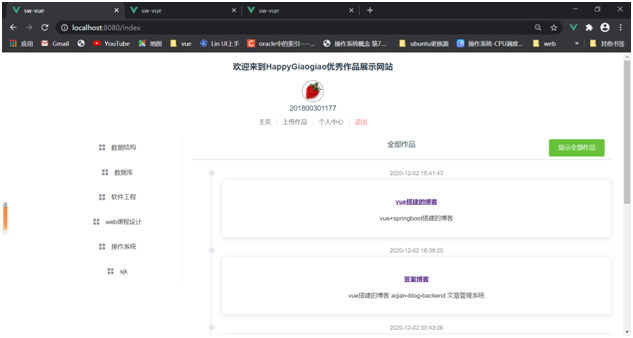 sw-vue
sw-vue
sw-vue
localhost:8080/index
应用 Gmail YouTube 地图 vue Lin UI上手 oracle中的索引-–... 操作系统概念 第7... ubuntu更换源 操作系统-CPU调度... web » 其他书签
欢迎来到HappyGiaogiao优秀作品展示网站
201800301177
主页 上传作品 个人中心 退出
全部作品
显示全部作品
数据结构
数据库
软件工程
web课程设计
操作系统
sjk
2020-12-02 16:41:43
vue搭建的博客
vue+springboot搭建的博客
2020-12-02 16:38:20
答案博客
vue搭建的博客 aqian-blog-backend 文章管理系统
2020-12-02 00:43:06